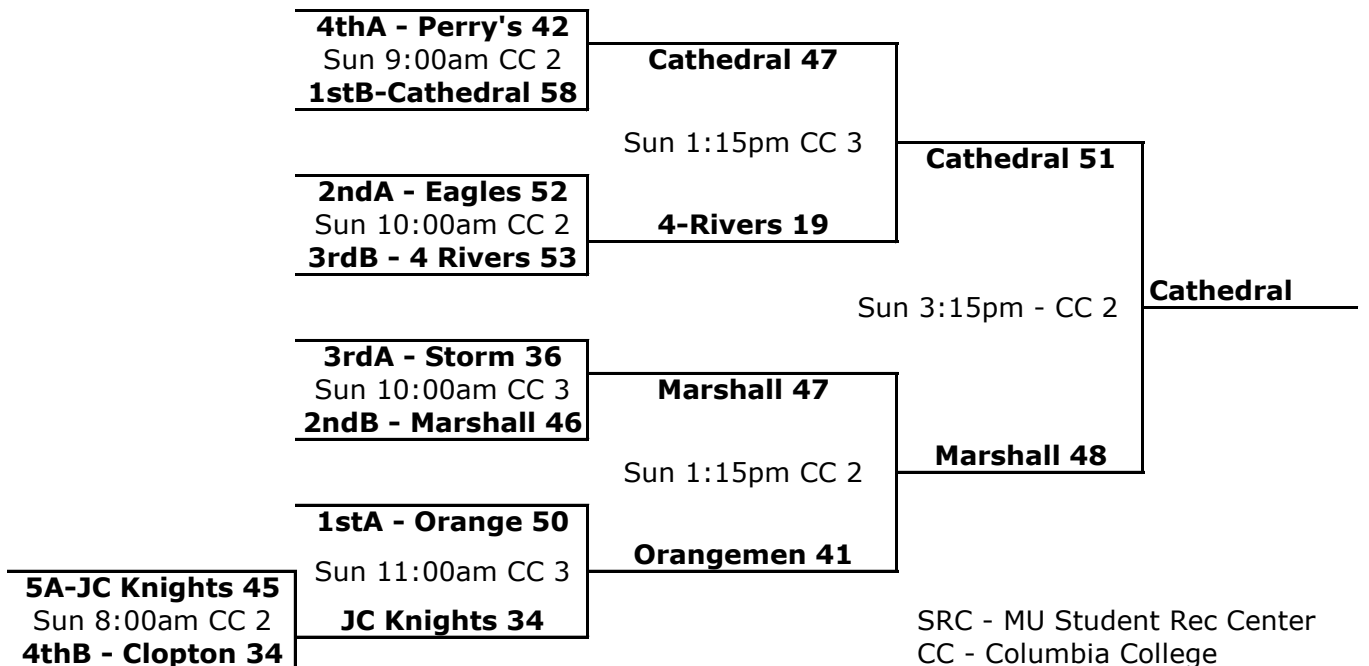 4thA - Perry's 42
Sun 9:00am CC 2
Cathedral 47
1stB-Cathedral 58
Sun 1:15pm CC 3
Cathedral 51
2ndA - Eagles 52
Sun 10:00am CC 2
4-Rivers 19
3rdB - 4 Rivers 53
Cathedral
Sun 3:15pm - CC 2
3rdA - Storm 36
Sun 10:00am CC 3
Marshall 47
2ndB - Marshall 46
Marshall 48
Sun 1:15pm CC 2
1stA - Orange 50
Orangemen 41
Sun 11:00am CC 3
5A-JC Knights 45
Sun 8:00am CC 2
JC Knights 34
SRC - MU Student Rec Center
4thB - Clopton 34
CC - Columbia College